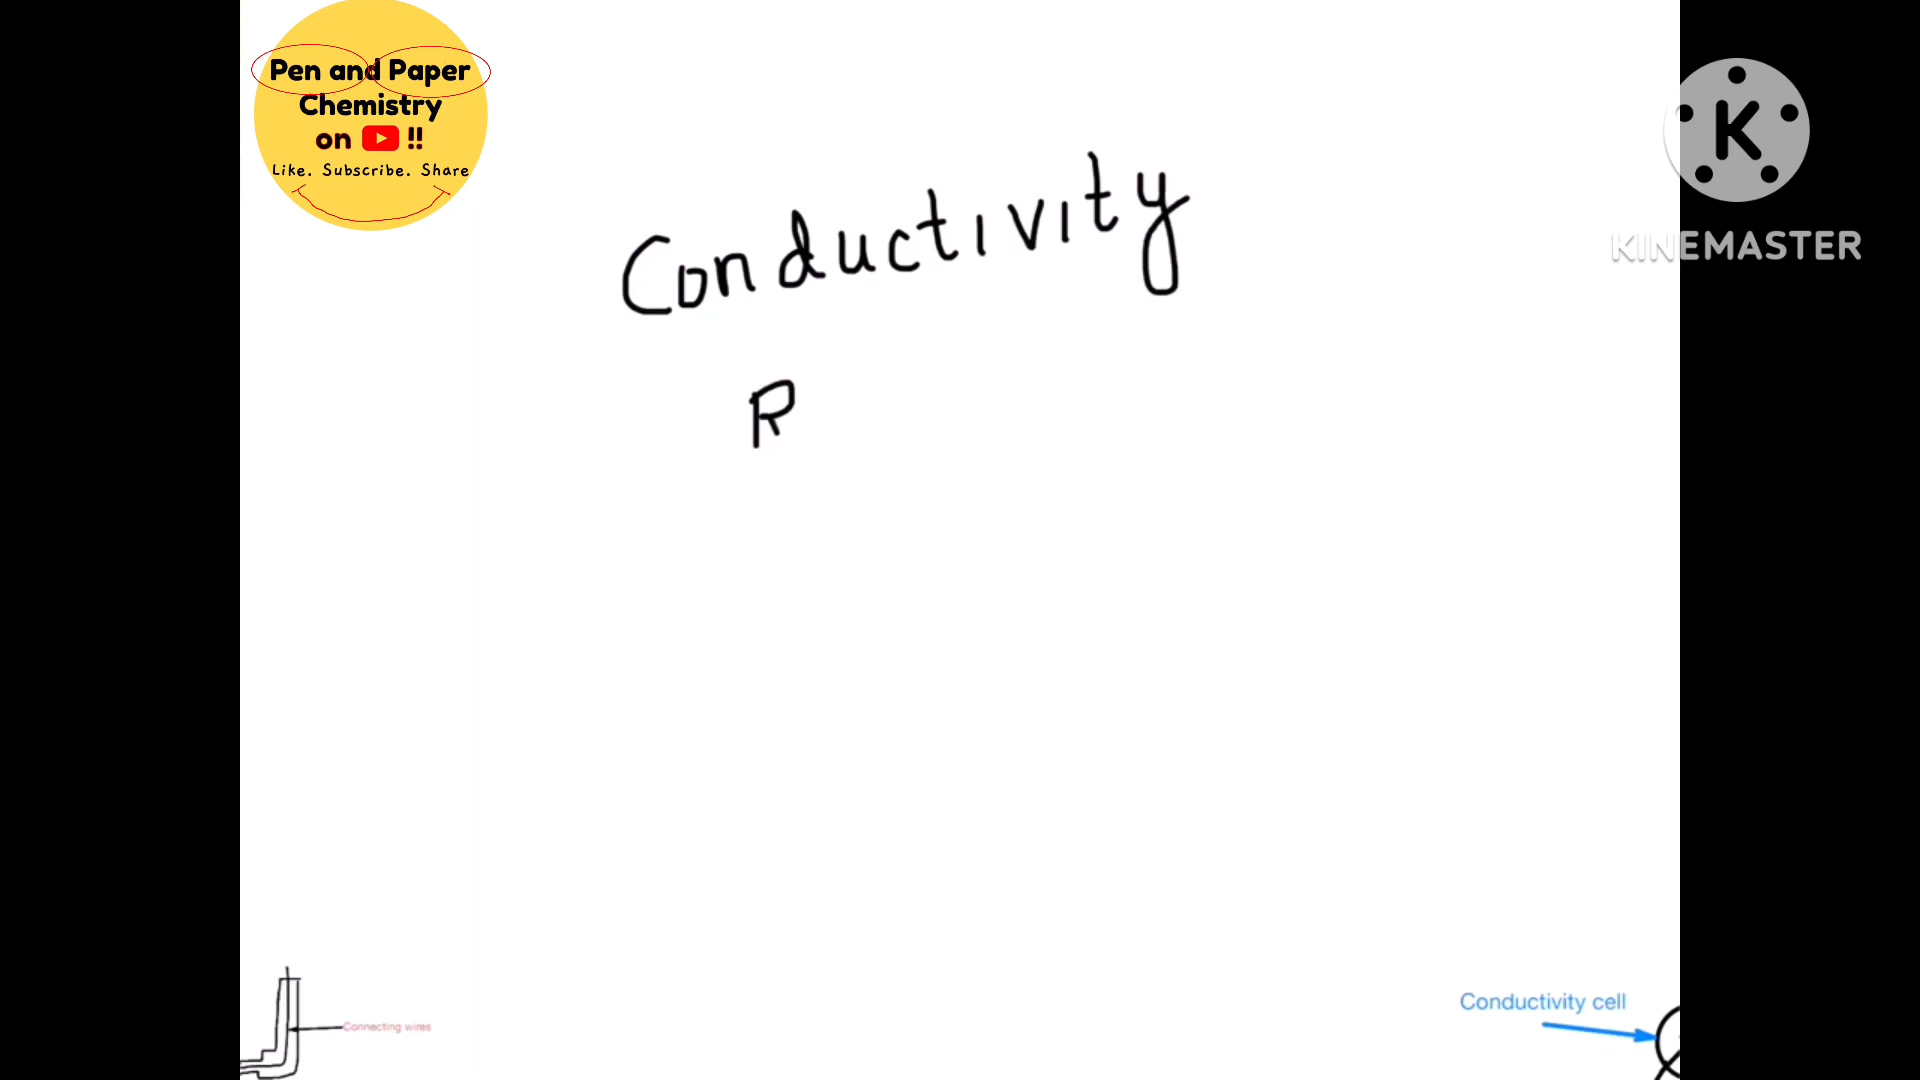 Pen and Paper
Chemistry
on !!
Like. Subscribe. Share
K
KINEMASTER
Conductivity
R
Connecting wires
Conductivity cell